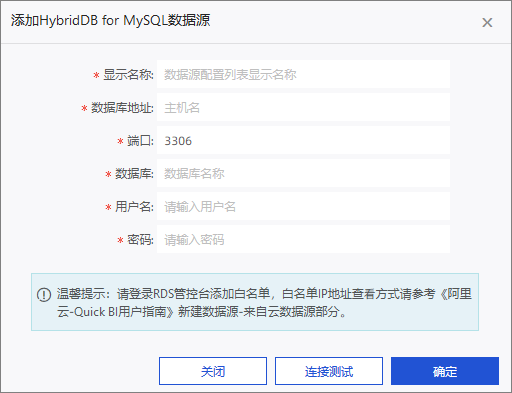 添加HybridDB for MySQL数据源
* 显示名称: 数据源配置列表显示名称
* 数据库地址: 主机名
* 端口: 3306
* 数据库: 数据库名称
* 用户名: 请输入用户名
* 密码: 请输入密码
温馨提示：请登录RDS管控台添加白名单，白名单IP地址查看方式请参考《阿里
云-Quick BI用户指南》新建数据源-来自云数据源部分。
关闭 连接测试 确定